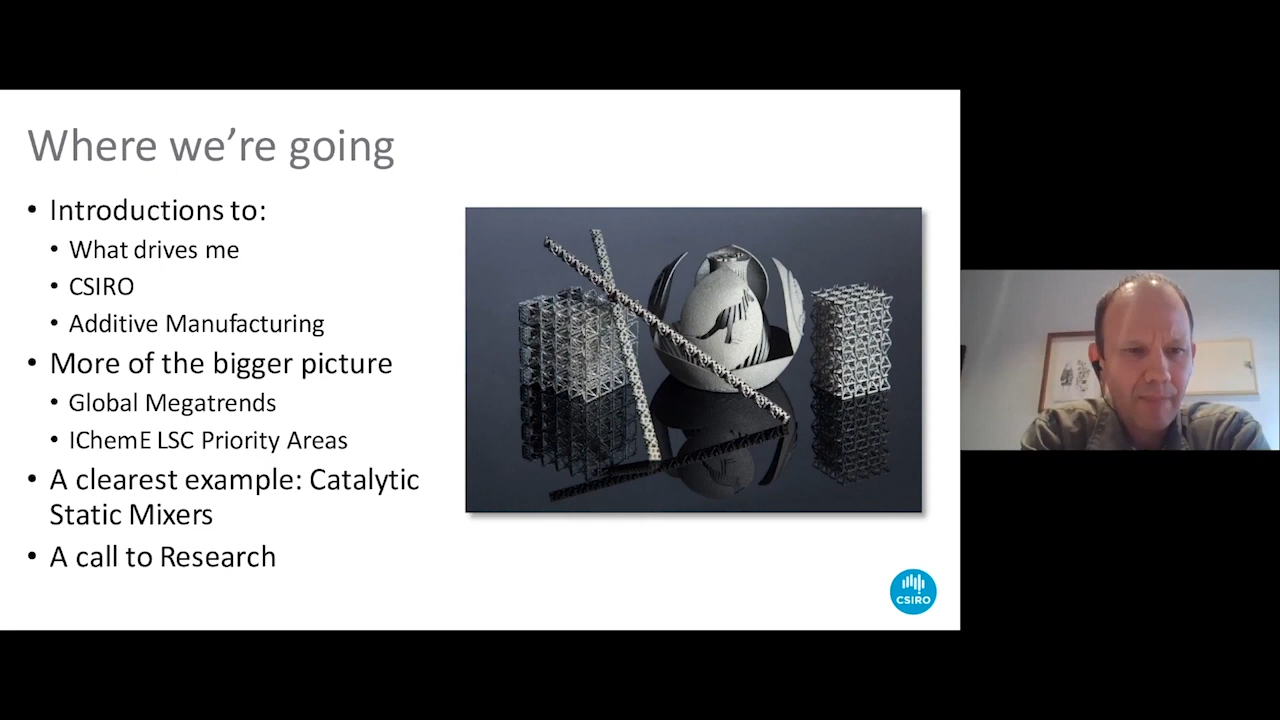 Where we're going
• Introductions to:
• What drives me
• CSIRO
• Additive Manufacturing
• More of the bigger picture
• Global Megatrends
• IChemE LSC Priority Areas
• A clearest example: Catalytic
Static Mixers
• A call to Research
CSIRO